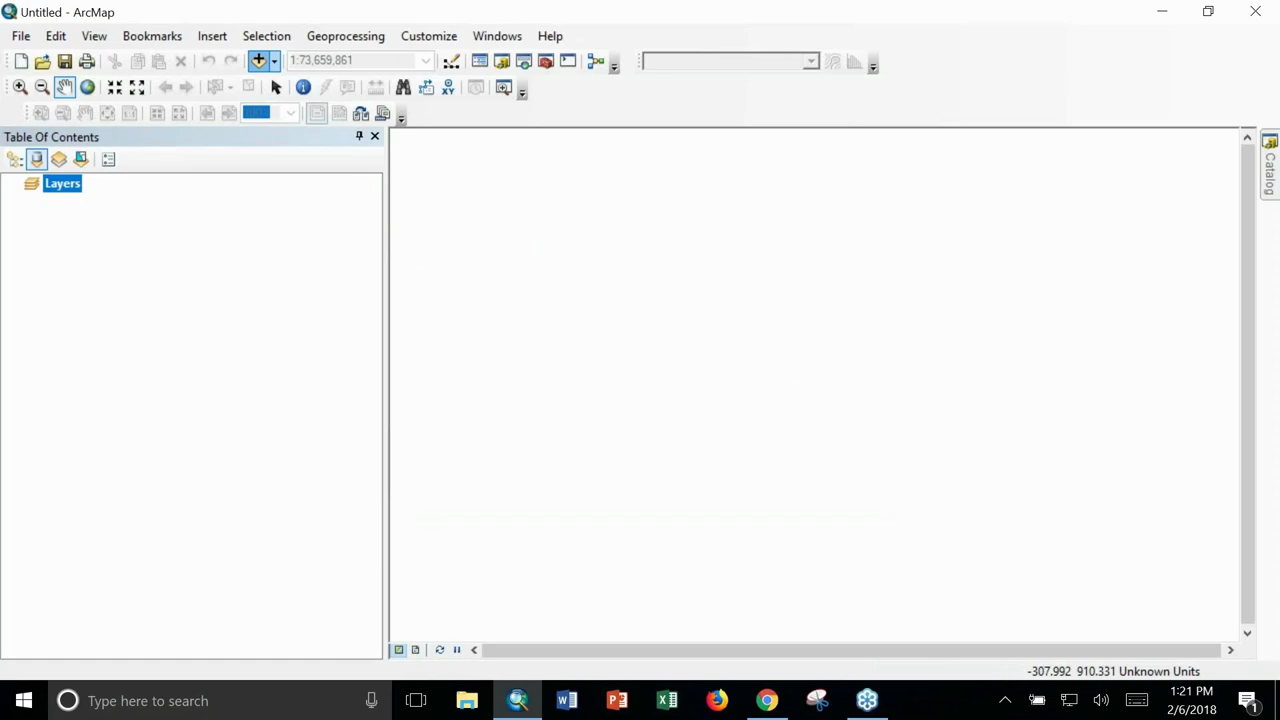 Untitled - ArcMap
File Edit View Bookmarks Insert Selection Geoprocessing Customize Windows Help
1:73,659,861
Table Of Contents
Layers
Catalog
-307.992 910.331 Unknown Units
Type here to search
1:21 PM
2/6/2018
1